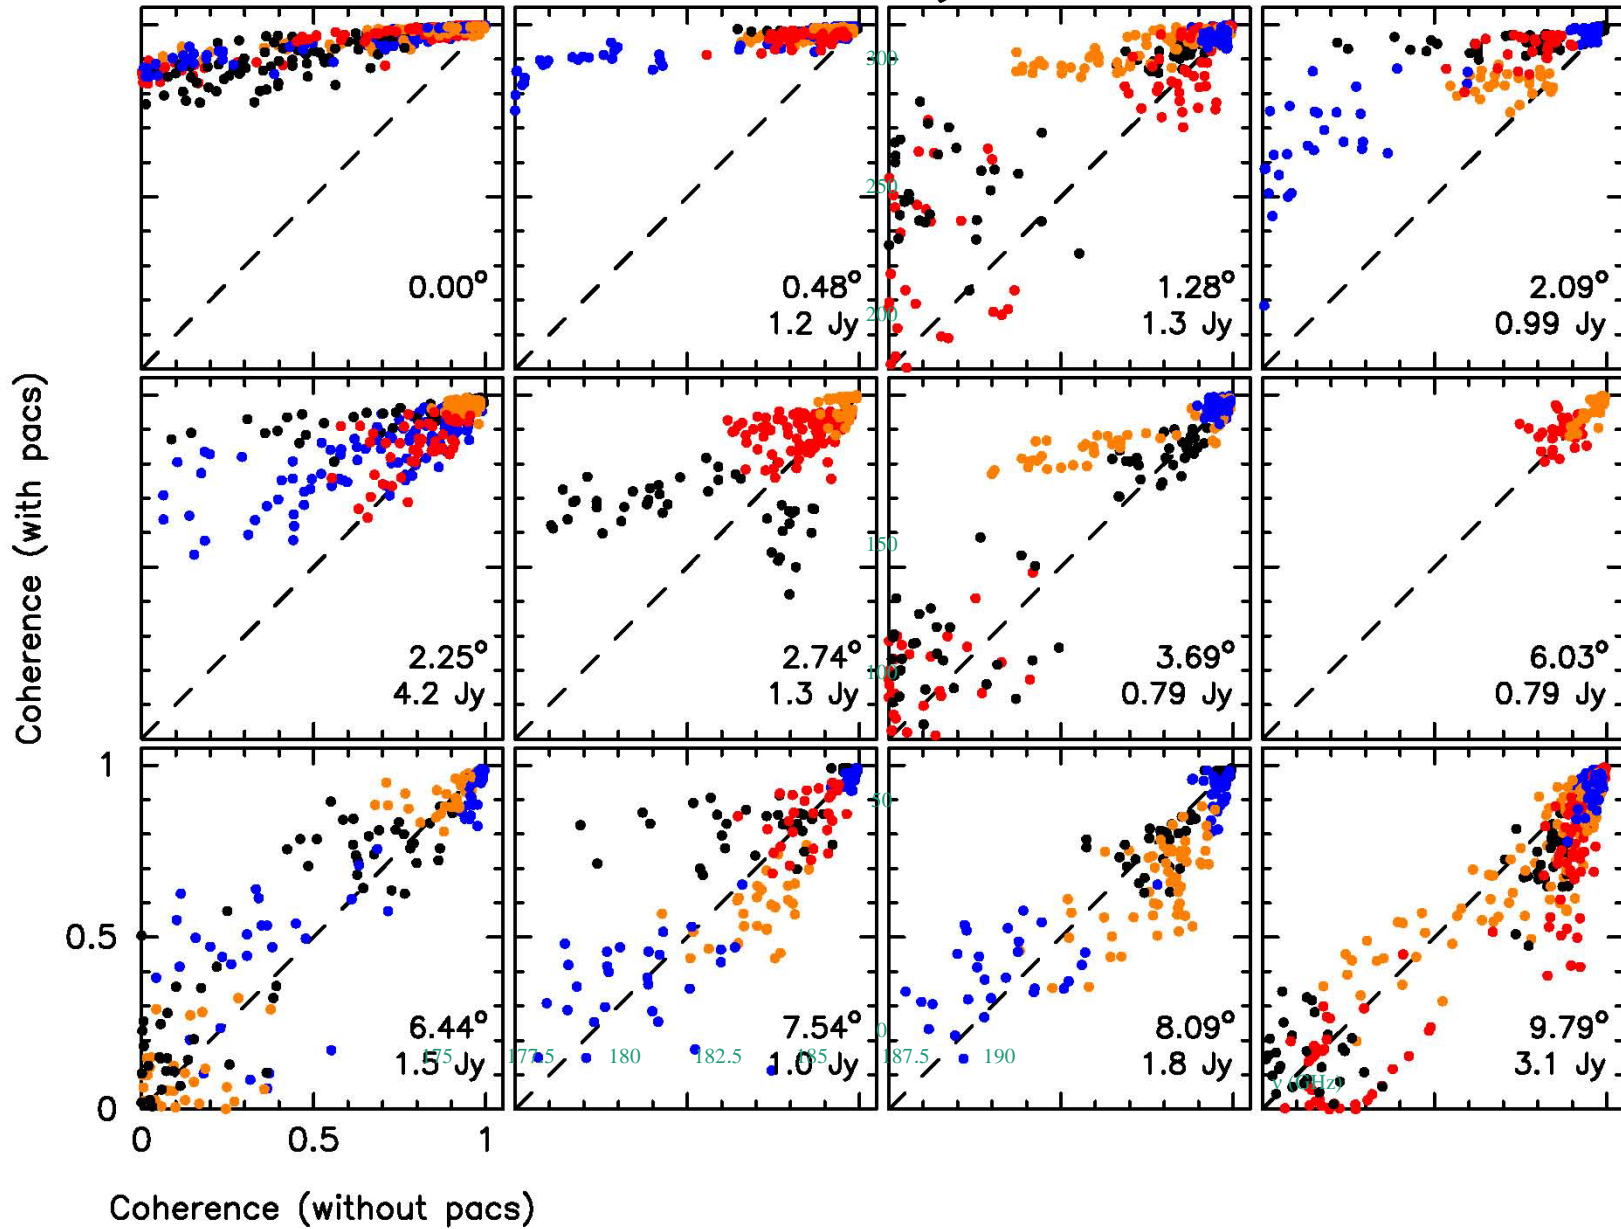 300
250
200
0.00°
0.48°
1.2 Jy
1.28°
1.3 Jy
2.09°
0.99 Jy
Coherence (with pacs)
150
100
2.25°
4.2 Jy
2.74°
1.3 Jy
3.69°
0.79 Jy
6.03°
0.79 Jy
1
0.5
0
50
0
6.44°
1.5 Jy
7.54°
1.0 Jy
8.09°
1.8 Jy
9.79°
3.1 Jy
175 177.5 180 182.5 185 187.5 190
ν (GHz)
0 0.5 1
Coherence (without pacs)